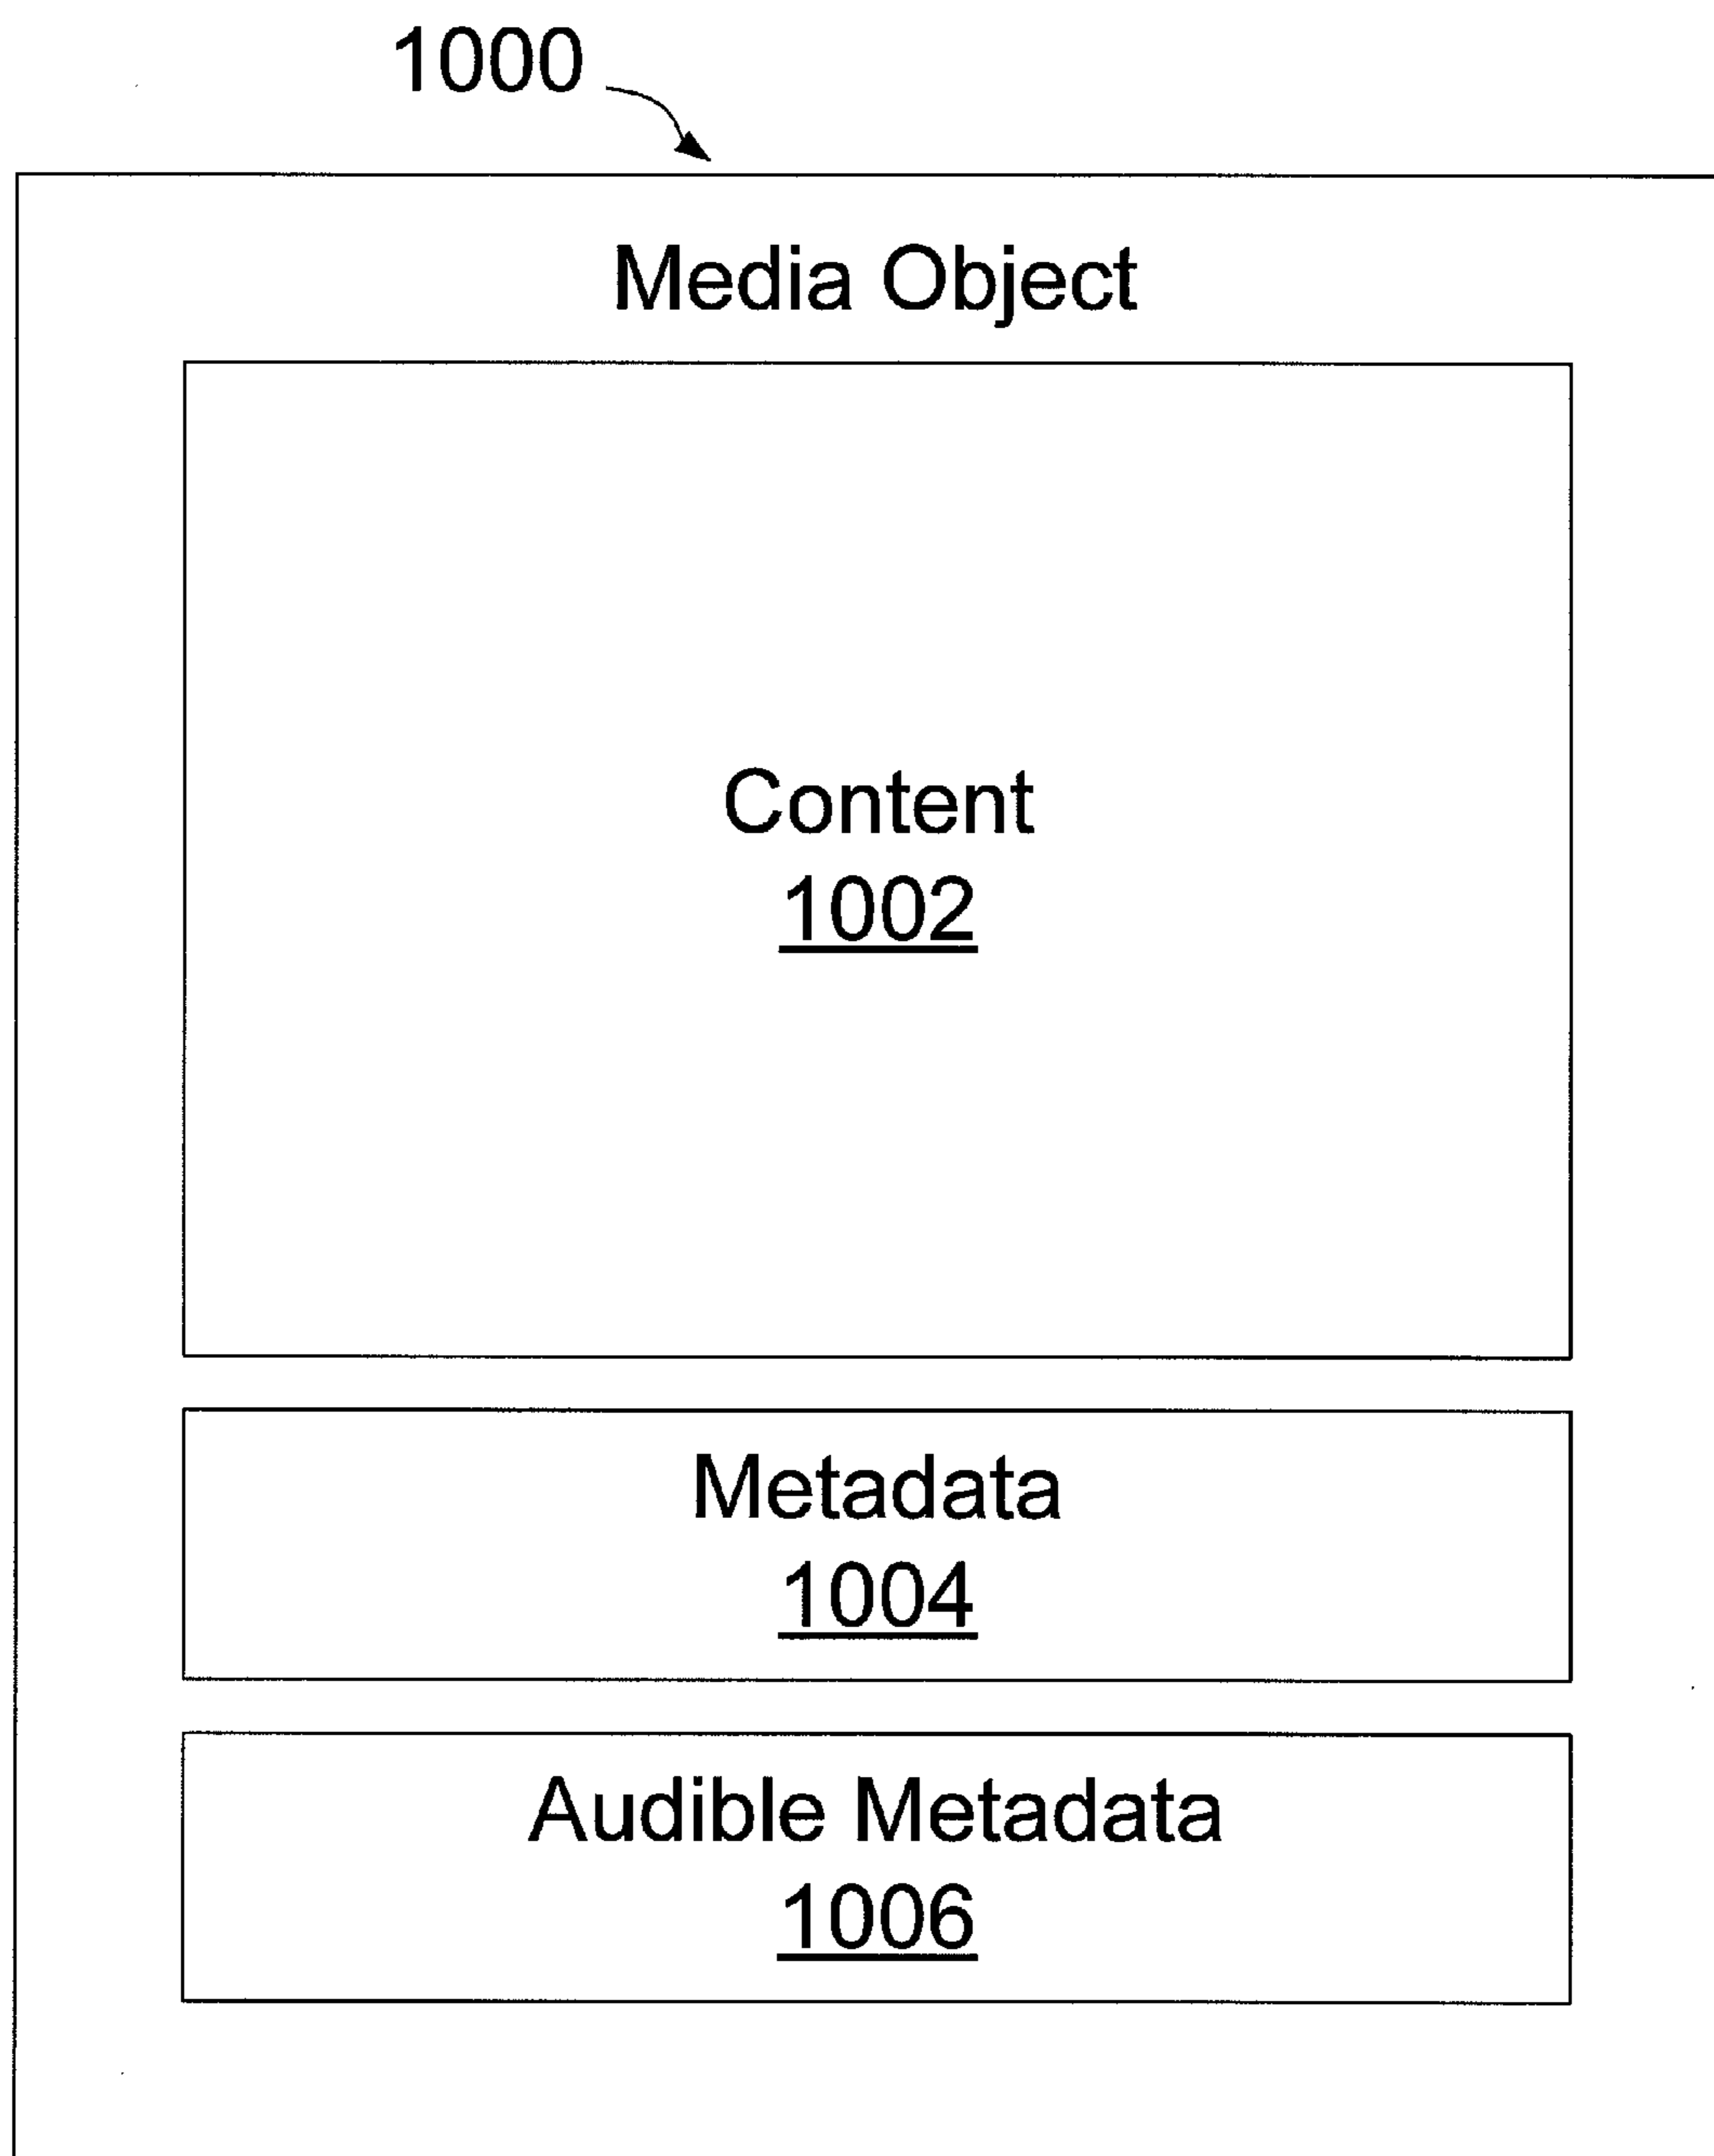 1000
Media Object
Content
1002
Metadata
1004
Audible Metadata
1006